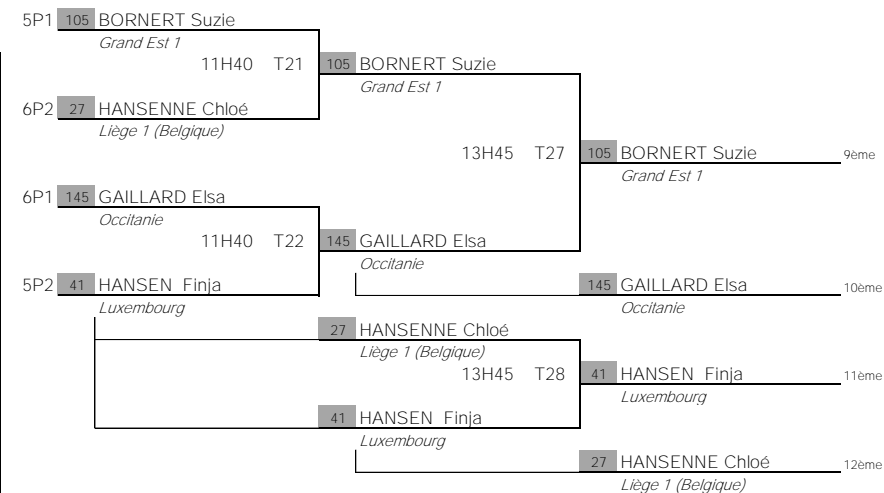 5P1 105 BORNERT Suzie
Grand Est 1
11H40 T21 105 BORNERT Suzie
Grand Est 1
6P2 27 HANSENNE Chloé
Liège 1 (Belgique)
13H45 T27 105 BORNERT Suzie 9ème
Grand Est 1
6P1 145 GAILLARD Elsa
Occitanie
11H40 T22 145 GAILLARD Elsa
Occitanie
5P2 41 HANSEN Finja 145 GAILLARD Elsa 10ème
Luxembourg Occitanie
27 HANSENNE Chloé
Liège 1 (Belgique)
13H45 T28 41 HANSEN Finja 11ème
Luxembourg
41 HANSEN Finja
Luxembourg
27 HANSENNE Chloé 12ème
Liège 1 (Belgique)